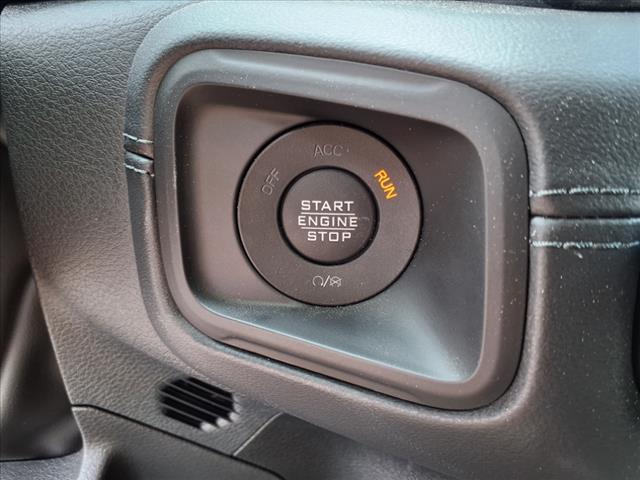 ACC
OFF
RUN
START
ENGINE
STOP